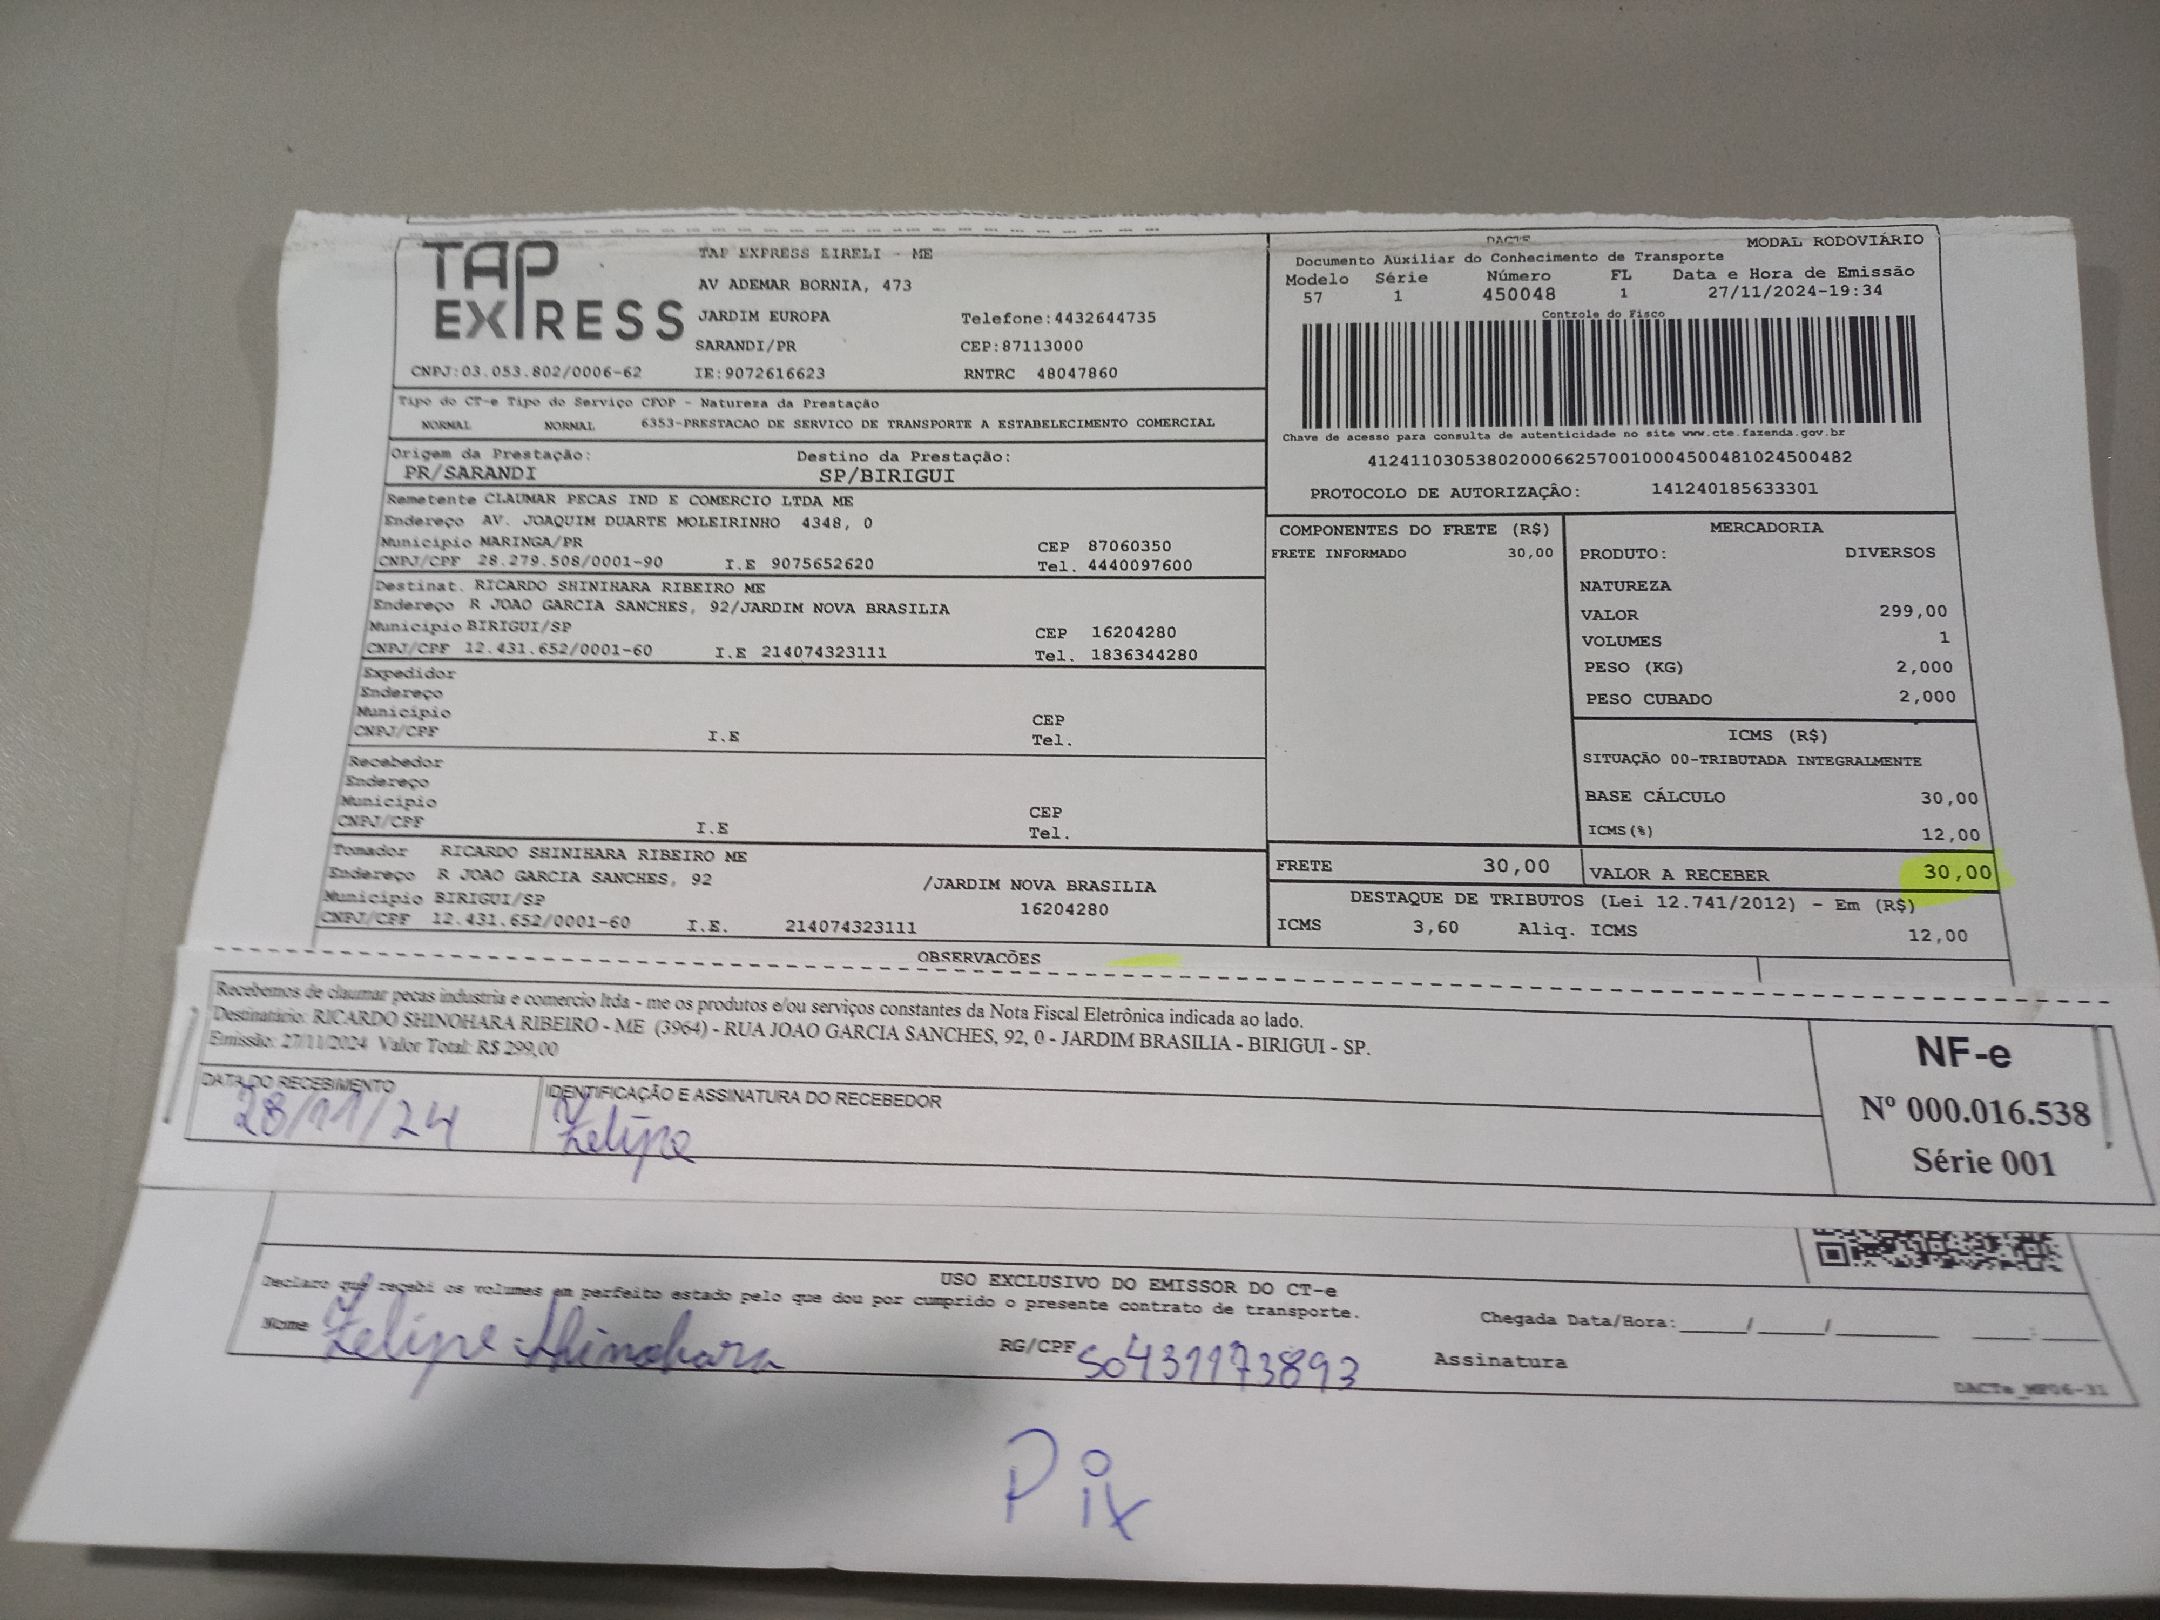 TAP
EXPRESS
TAP EXPRESS EIRELI - ME
AV ADEMAR BORNIA, 473
JARDIM EUROPA Telefone:4432644735
SARANDI/PR CEP:87113000
CNPJ:03.053.802/0006-62 IE:9072616623 RNTRC 48047860
Tipo do CT-e Tipo do Serviço CFOP - Natureza da Prestação
NORMAL NORMAL 6353-PRESTACAO DE SERVICO DE TRANSPORTE A ESTABELECIMENTO COMERCIAL
Origem da Prestação: Destino da Prestação:
PR/SARANDI SP/BIRIGUI
Remetente CLAUMAR PECAS IND E COMERCIO LTDA ME
Endereço AV. JOAQUIM DUARTE MOLEIRINHO 4348, 0
Município MARINGA/PR CEP 87060350
CNPJ/CPF 28.279.508/0001-90 I.E 9075652620 Tel. 4440097600
Destinat. RICARDO SHINIHARA RIBEIRO ME
Endereço R JOAO GARCIA SANCHES, 92/JARDIM NOVA BRASILIA
Município BIRIGUI/SP CEP 16204280
CNPJ/CPF 12.431.652/0001-60 I.E 214074323111 Tel. 1836344280
Expedidor
Endereço
Município CEP
CNPJ/CPF I.E Tel.
Recebedor
Endereço
Município CEP
CNPJ/CPF I.E Tel.
Tomador RICARDO SHINIHARA RIBEIRO ME
Endereço R JOAO GARCIA SANCHES, 92 /JARDIM NOVA BRASILIA
Município BIRIGUI/SP 16204280
CNPJ/CPF 12.431.652/0001-60 I.E. 214074323111
DACTE MODAL RODOVIÁRIO
Documento Auxiliar do Conhecimento de Transporte
Modelo Série Número FL Data e Hora de Emissão
57 1 450048 1 27/11/2024-19:34
Controle do Fisco
Chave de acesso para consulta de autenticidade no site www.cte.fazenda.gov.br
41241103053802000662570010004500481024500482
PROTOCOLO DE AUTORIZAÇÃO: 141240185633301
COMPONENTES DO FRETE (R$)
FRETE INFORMADO 30,00
MERCADORIA
PRODUTO: DIVERSOS
NATUREZA
VALOR 299,00
VOLUMES 1
PESO (KG) 2,000
PESO CUBADO 2,000
ICMS (R$)
SITUAÇÃO 00-TRIBUTADA INTEGRALMENTE
BASE CÁLCULO 30,00
ICMS(%) 12,00
FRETE 30,00 VALOR A RECEBER 30,00
DESTAQUE DE TRIBUTOS (Lei 12.741/2012) - Em (R$)
ICMS 3,60 Aliq. ICMS 12,00
OBSERVACÕES
Recebemos de claumar pecas industria e comercio ltda - me os produtos e/ou serviços constantes da Nota Fiscal Eletrônica indicada ao lado.
Destinatário: RICARDO SHINOHARA RIBEIRO - ME (3964) - RUA JOAO GARCIA SANCHES, 92, 0 - JARDIM BRASILIA - BIRIGUI - SP.
Emissão: 27/11/2024 Valor Total: R$ 299,00
DATA DO RECEBIMENTO IDENTIFICAÇÃO E ASSINATURA DO RECEBEDOR
28/11/24 Felipe
NF-e
Nº 000.016.538
Série 001
USO EXCLUSIVO DO EMISSOR DO CT-e
Declaro que recebi os volumes em perfeito estado pelo que dou por cumprido o presente contrato de transporte.
Chegada Data/Hora:_____/_____/_______ ____:____
Nome Felipe Shinohara RG/CPF 50431173893 Assinatura
DACTe_MP06-31
Pix